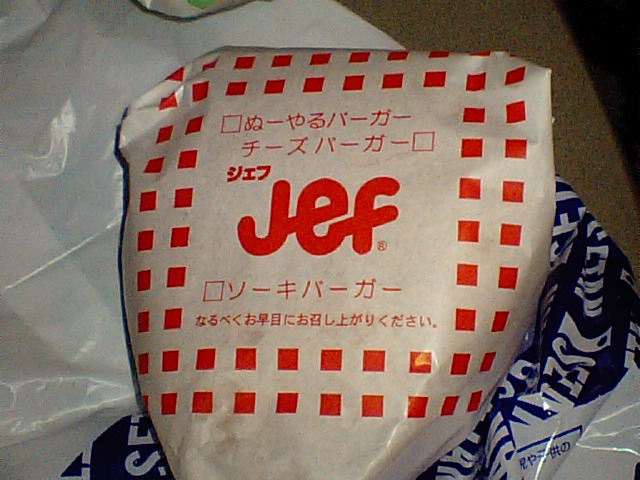 □ぬーやるバーガー
チーズバーガー□
ジェフ
Jef®
□ソーキバーガー
なるべくお早目にお召し上がりください。